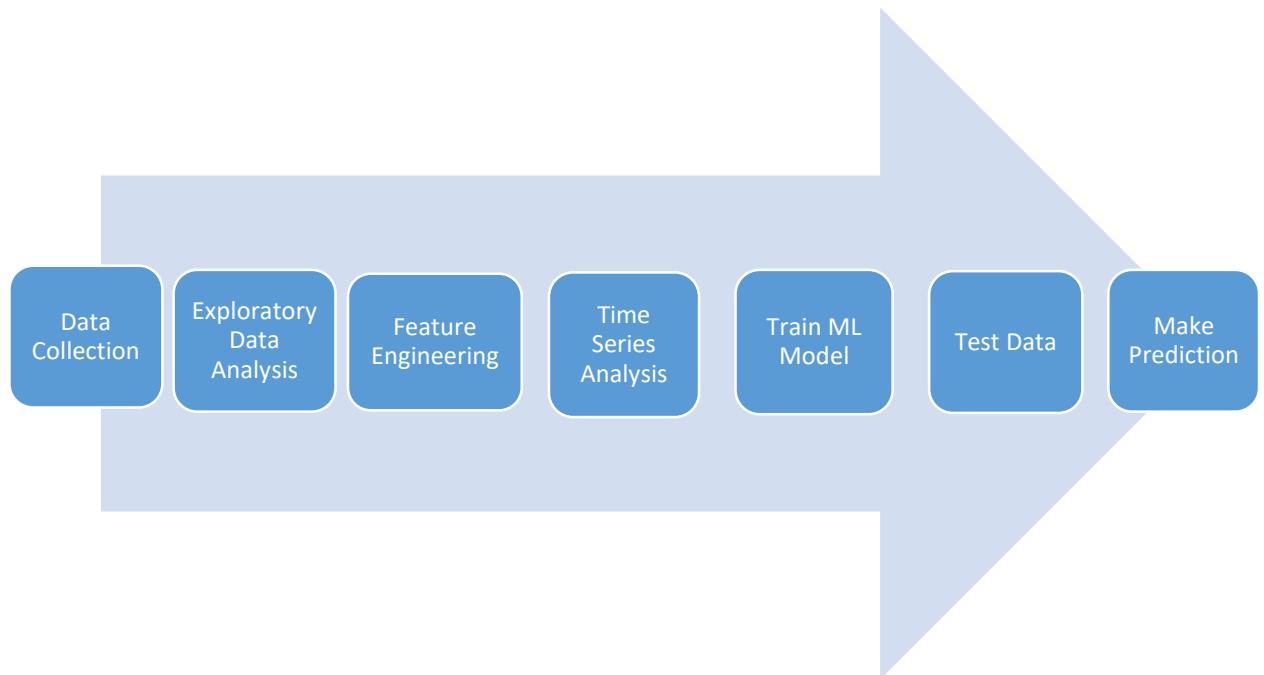 Data
Collection
Exploratory
Data
Analysis
Feature
Engineering
Time
Series
Analysis
Train ML
Model
Test Data
Make
Prediction